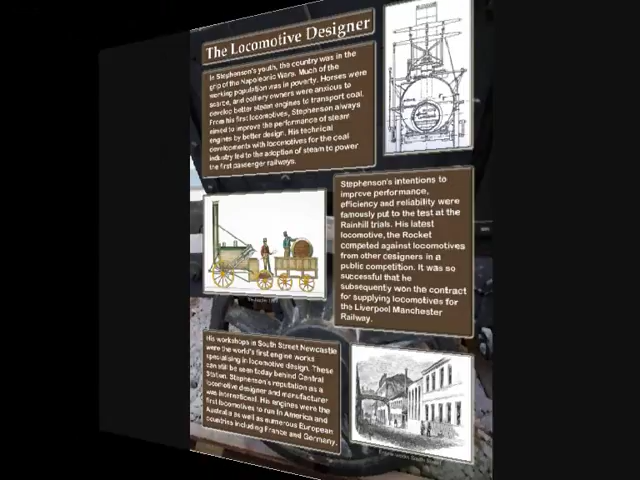 The Locomotive Designer
In Stephenson's youth, the country was in the
grip of the Napoleonic Wars. Much of the
working population was in poverty. Horses were
scarce, and colliery owners were anxious to
develop better steam engines to transport coal.
From his first locomotives, Stephenson always
aimed to improve the performance of steam
engines by better design. His technical
developments with locomotives for the coal
industry led to the adoption of steam to power
the first passenger railways.
Stephenson's intentions to
improve performance,
efficiency and reliability were
famously put to the test at the
Rainhill trials. His latest
locomotive, the Rocket
competed against locomotives
from other designers in a
public competition. It was so
successful that he
subsequently won the contract
for supplying locomotives for
the Liverpool Manchester
Railway.
His workshops in South Street Newcastle
were the world's first engine works
specialising in locomotive design. These
can still be seen today behind Central
Station. Stephenson's reputation as a
locomotive designer and manufacturer
was international. His engines were the
first locomotives to run in America and
Australia as well as numerous European
countries including France and Germany.